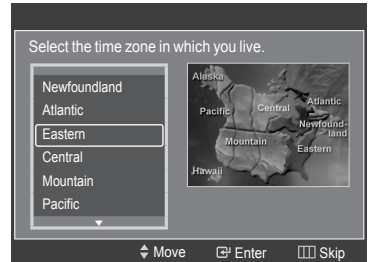 Select the time zone in which you live.
Newfoundland
Atlantic
Eastern
Central
Mountain
Pacific
Alaska
Pacific
Central
Atlantic
Newfound-
land
Mountain
Eastern
Hawaii
Move Enter Skip